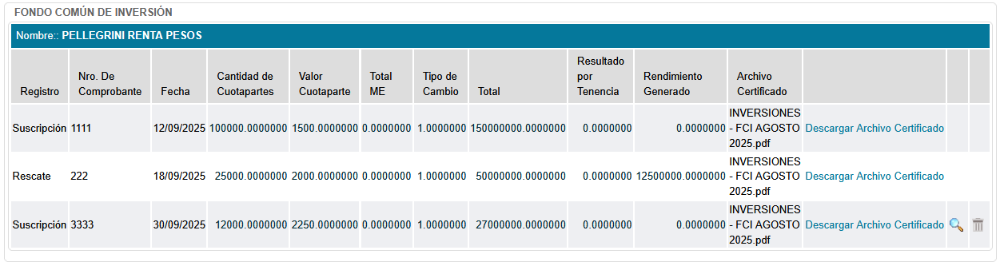 FONDO COMÚN DE INVERSIÓN
Nombre:: PELLEGRINI RENTA PESOS
Registro Nro. De Comprobante Fecha Cantidad de Cuotapartes Valor Cuotaparte Total ME Tipo de Cambio Total Resultado por Tenencia Rendimiento Generado Archivo Certificado
Suscripción 1111 12/09/2025 100000.0000000 1500.0000000 0.0000000 1.0000000 150000000.0000000 0.0000000 0.0000000 INVERSIONES - FCI AGOSTO 2025.pdf Descargar Archivo Certificado
Rescate 222 18/09/2025 25000.0000000 2000.0000000 0.0000000 1.0000000 50000000.0000000 0.0000000 12500000.0000000 INVERSIONES - FCI AGOSTO 2025.pdf Descargar Archivo Certificado
Suscripción 3333 30/09/2025 12000.0000000 2250.0000000 0.0000000 1.0000000 27000000.0000000 0.0000000 0.0000000 INVERSIONES - FCI AGOSTO 2025.pdf Descargar Archivo Certificado